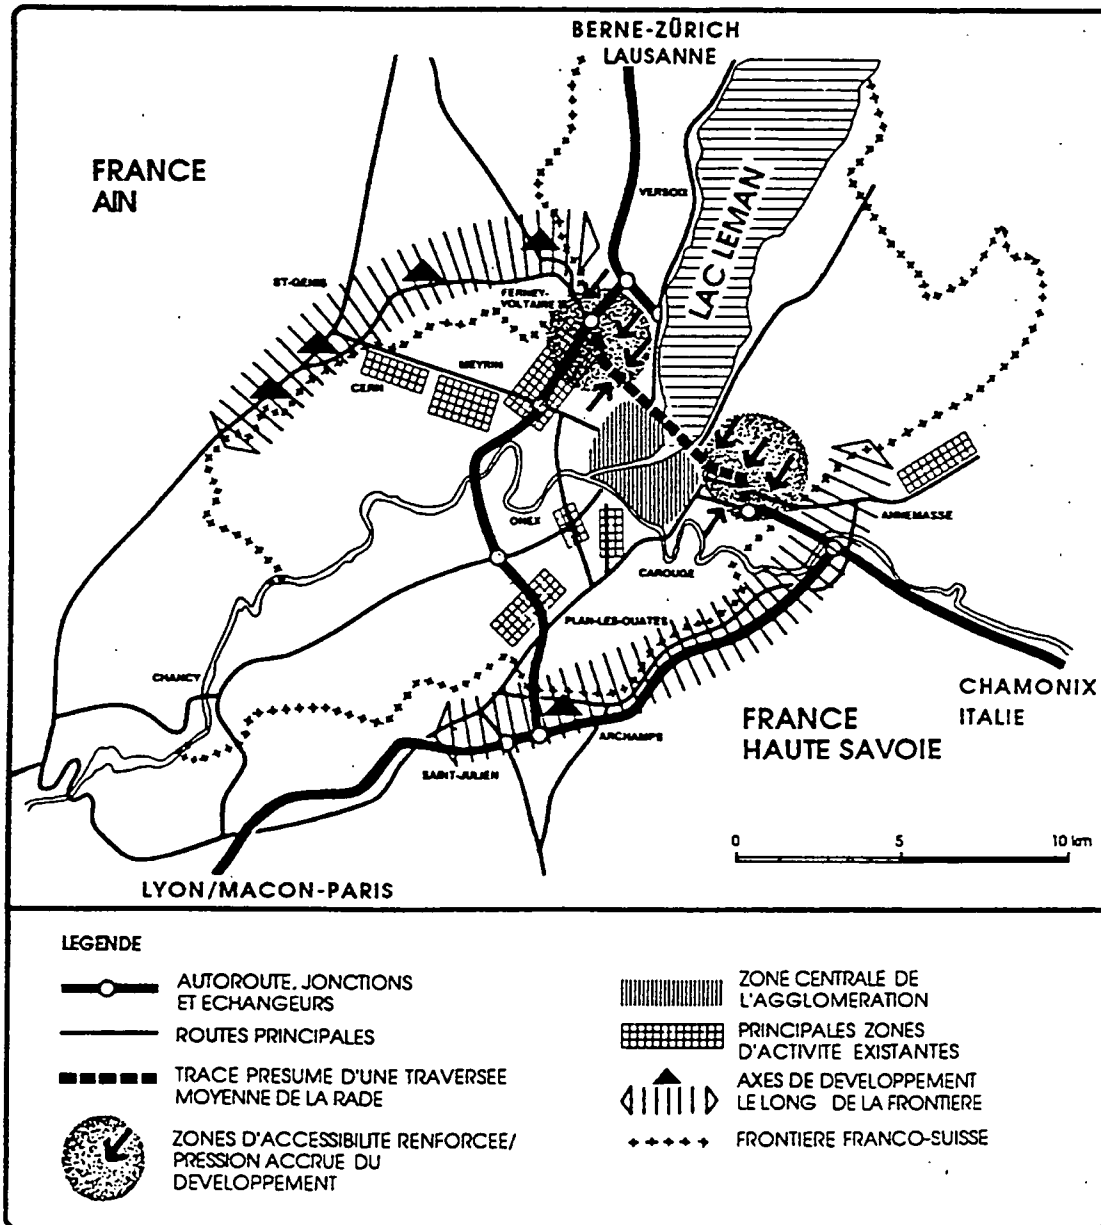 BERNE-ZÜRICH
LAUSANNE
FRANCE
AIN
VERSOIX
LAC LEMAN
ST-GENIS
FERNEY-
VOLTAIRE
MEYRIN
CERN
ONEX
ANNEMASSE
CAROUGE
PLAN-LES-OUATES
CHANCY
CHAMONIX
ITALIE
FRANCE
HAUTE SAVOIE
ARCHAMPS
SAINT-JULIEN
0 5 10 km
LYON/MACON-PARIS
LEGENDE
AUTOROUTE, JONCTIONS
ET ECHANGEURS
ROUTES PRINCIPALES
TRACE PRESUME D'UNE TRAVERSEE
MOYENNE DE LA RADE
ZONES D'ACCESSIBILITE RENFORCEE/
PRESSION ACCRUE DU
DEVELOPPEMENT
ZONE CENTRALE DE
L'AGGLOMERATION
PRINCIPALES ZONES
D'ACTIVITE EXISTANTES
AXES DE DEVELOPPEMENT
LE LONG DE LA FRONTIERE
FRONTIERE FRANCO-SUISSE